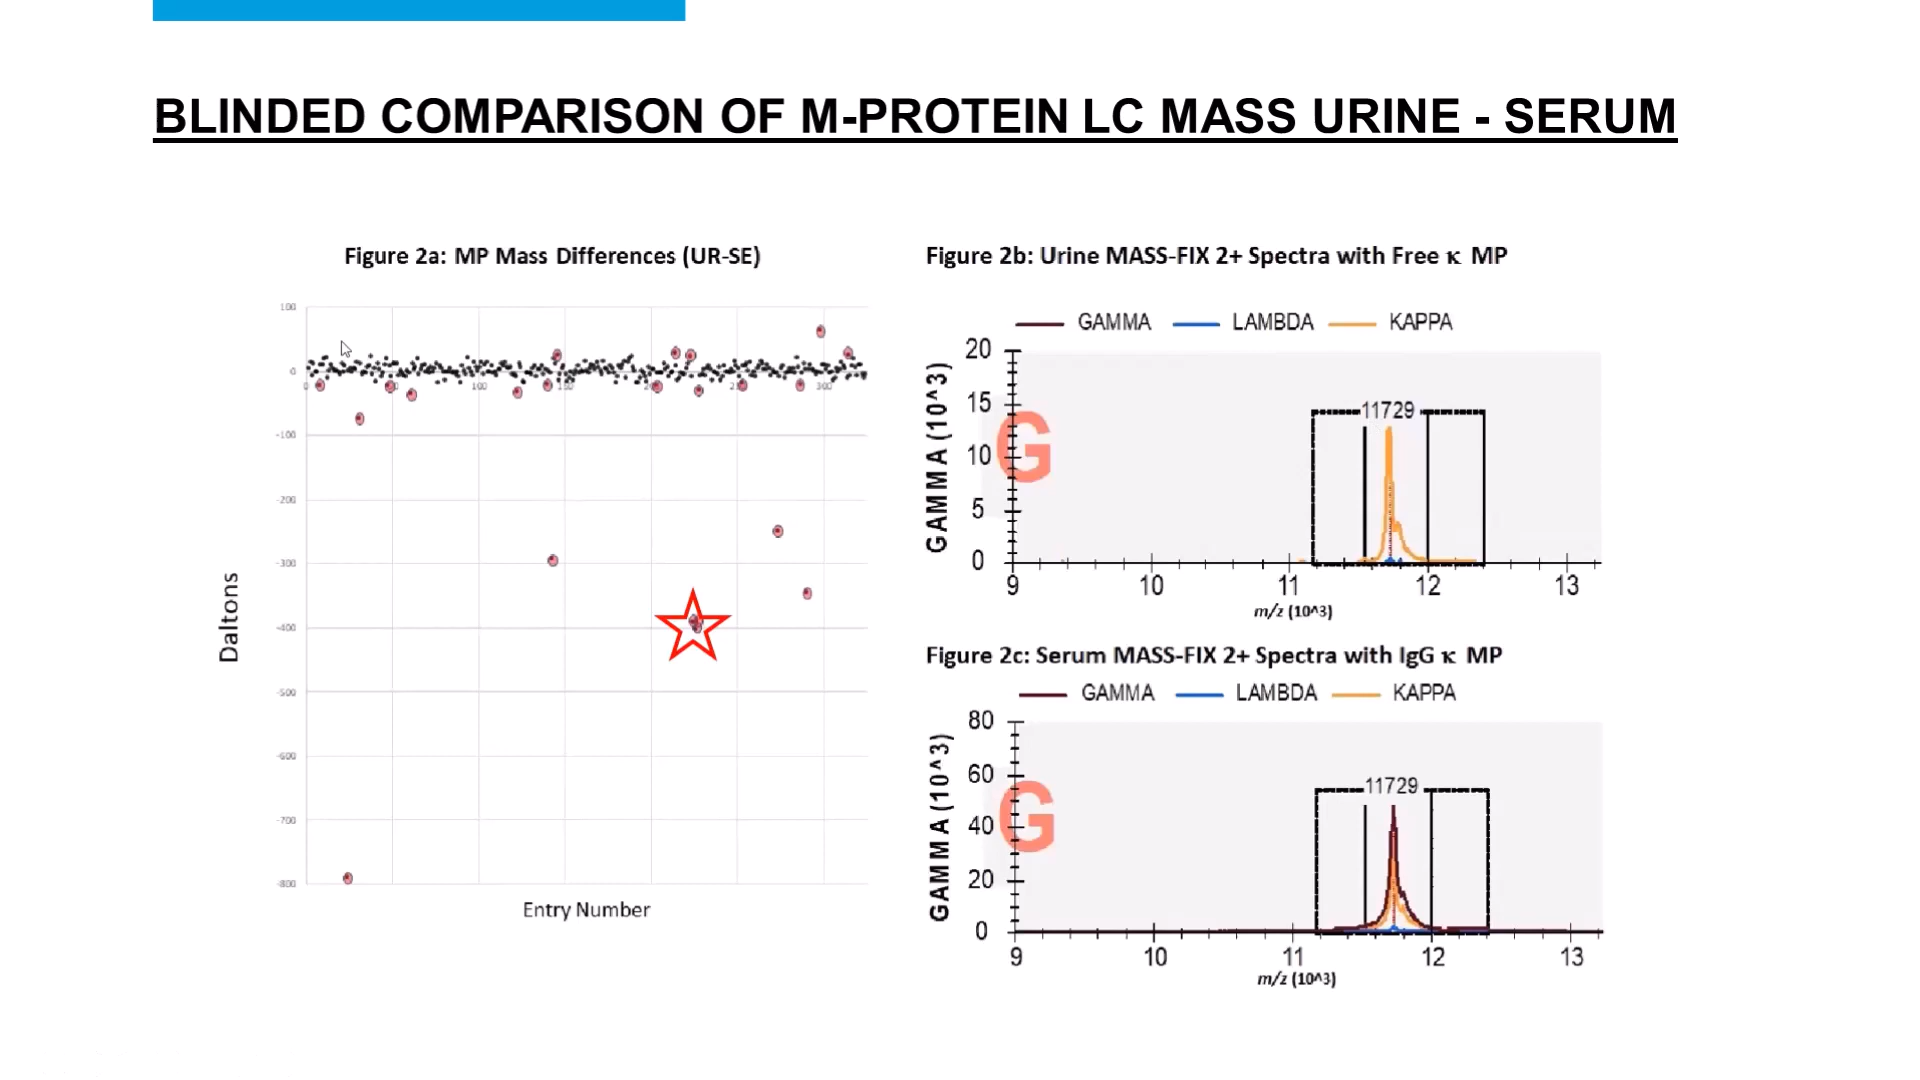 BLINDED COMPARISON OF M-PROTEIN LC MASS URINE - SERUM
Figure 2a: MP Mass Differences (UR-SE)
100
0
-100
-200
-300
-400
-500
-600
-700
-800
0
100
300
Daltons
Entry Number
Figure 2b: Urine MASS-FIX 2+ Spectra with Free κ MP
GAMMA LAMBDA KAPPA
GAMMA (10^3)
20
15
10
5
0
G
11729
9 10 11 12 13
m/z (10^3)
Figure 2c: Serum MASS-FIX 2+ Spectra with IgG κ MP
GAMMA LAMBDA KAPPA
GAMMA (10^3)
80
60
40
20
0
G
11729
9 10 11 12 13
m/z (10^3)